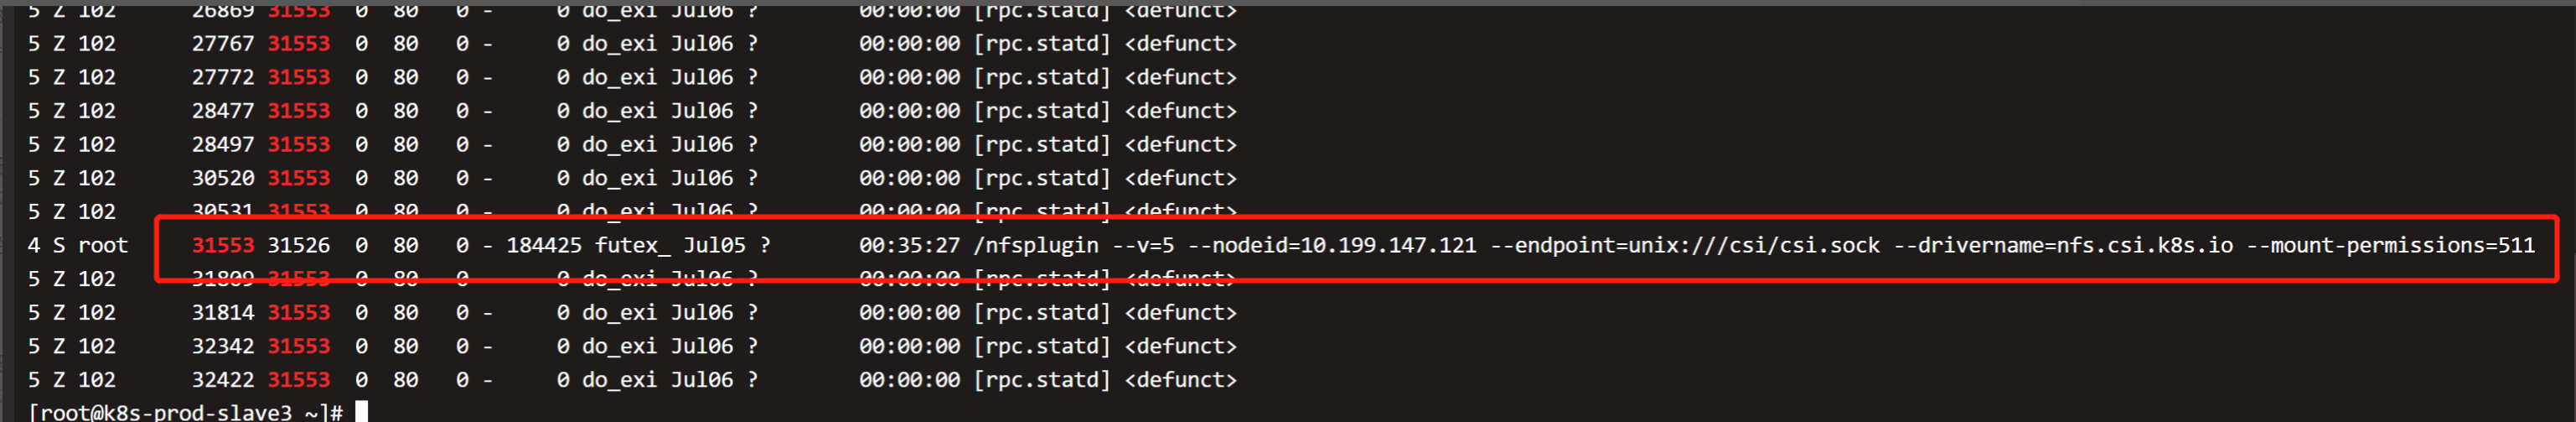 5 Z 102 26869 31553 0 80 0 - 0 do_exi Jul06 ? 00:00:00 [rpc.statd] <defunct>
5 Z 102 27767 31553 0 80 0 - 0 do_exi Jul06 ? 00:00:00 [rpc.statd] <defunct>
5 Z 102 27772 31553 0 80 0 - 0 do_exi Jul06 ? 00:00:00 [rpc.statd] <defunct>
5 Z 102 28477 31553 0 80 0 - 0 do_exi Jul06 ? 00:00:00 [rpc.statd] <defunct>
5 Z 102 28497 31553 0 80 0 - 0 do_exi Jul06 ? 00:00:00 [rpc.statd] <defunct>
5 Z 102 30520 31553 0 80 0 - 0 do_exi Jul06 ? 00:00:00 [rpc.statd] <defunct>
5 Z 102 30531 31553 0 80 0 - 0 do_exi Jul06 ? 00:00:00 [rpc.statd] <defunct>
4 S root 31553 31526 0 80 0 - 184425 futex_ Jul05 ? 00:35:27 /nfsplugin --v=5 --nodeid=10.199.147.121 --endpoint=unix:///csi/csi.sock --drivername=nfs.csi.k8s.io --mount-permissions=511
5 Z 102 31809 31553 0 80 0 - 0 do_exi Jul06 ? 00:00:00 [rpc.statd] <defunct>
5 Z 102 31814 31553 0 80 0 - 0 do_exi Jul06 ? 00:00:00 [rpc.statd] <defunct>
5 Z 102 32342 31553 0 80 0 - 0 do_exi Jul06 ? 00:00:00 [rpc.statd] <defunct>
5 Z 102 32422 31553 0 80 0 - 0 do_exi Jul06 ? 00:00:00 [rpc.statd] <defunct>
[root@k8s-prod-slave3 ~]#